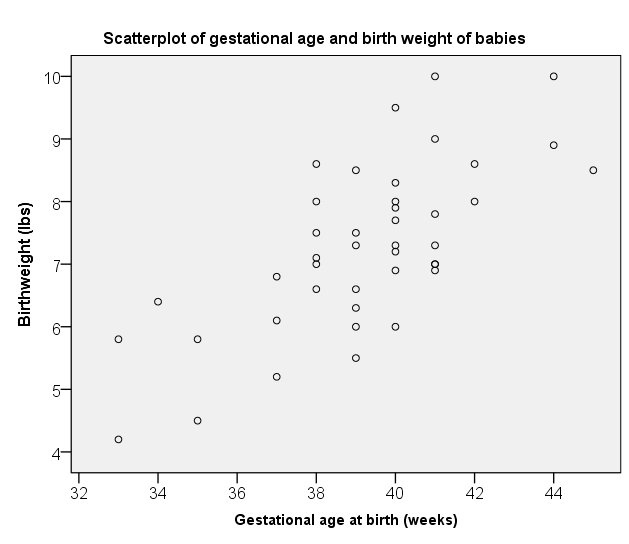 Scatterplot of gestational age and birth weight of babies
Birthweight (lbs)
10
9
8
7
6
5
4
32 34 36 38 40 42 44
Gestational age at birth (weeks)